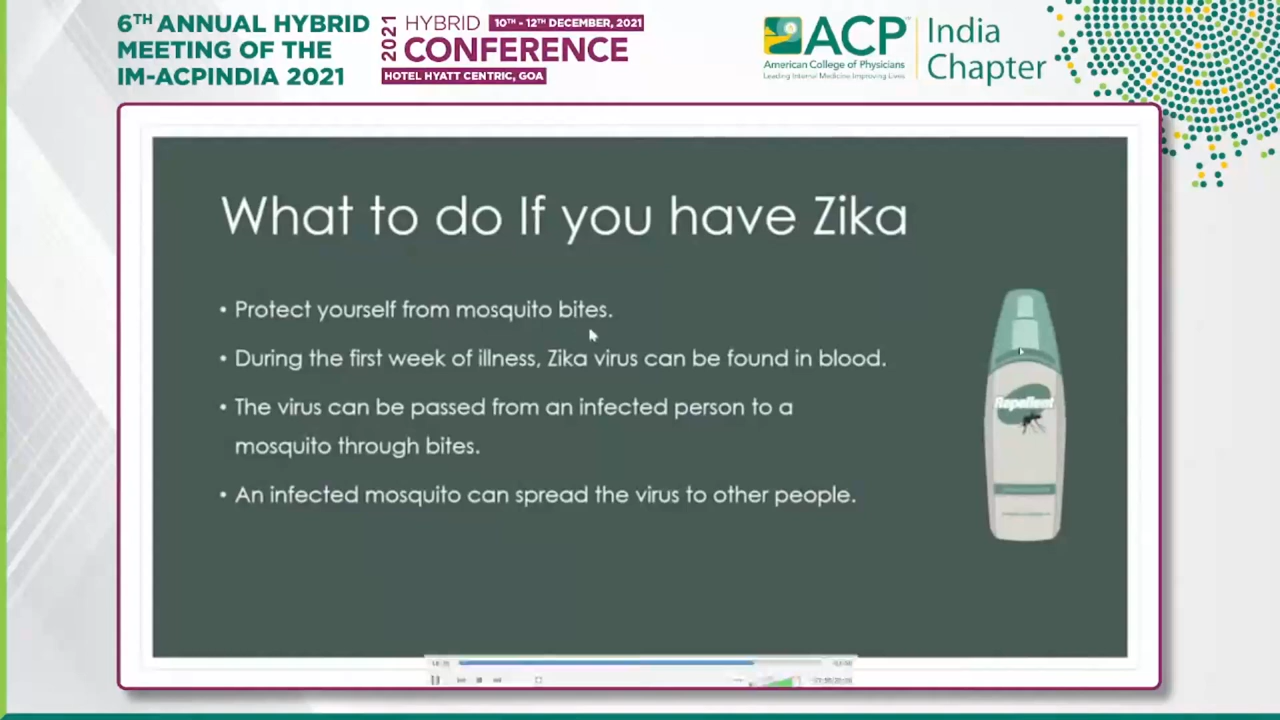 6TH ANNUAL HYBRID
MEETING OF THE
IM-ACPINDIA 2021
2021
HYBRID 10TH - 12TH DECEMBER, 2021
CONFERENCE
HOTEL HYATT CENTRIC, GOA
ACP
American College of Physicians
Leading Internal Medicine Improving Lives
India
Chapter
What to do If you have Zika
• Protect yourself from mosquito bites.
• During the first week of illness, Zika virus can be found in blood.
• The virus can be passed from an infected person to a
mosquito through bites.
• An infected mosquito can spread the virus to other people.
Repellent